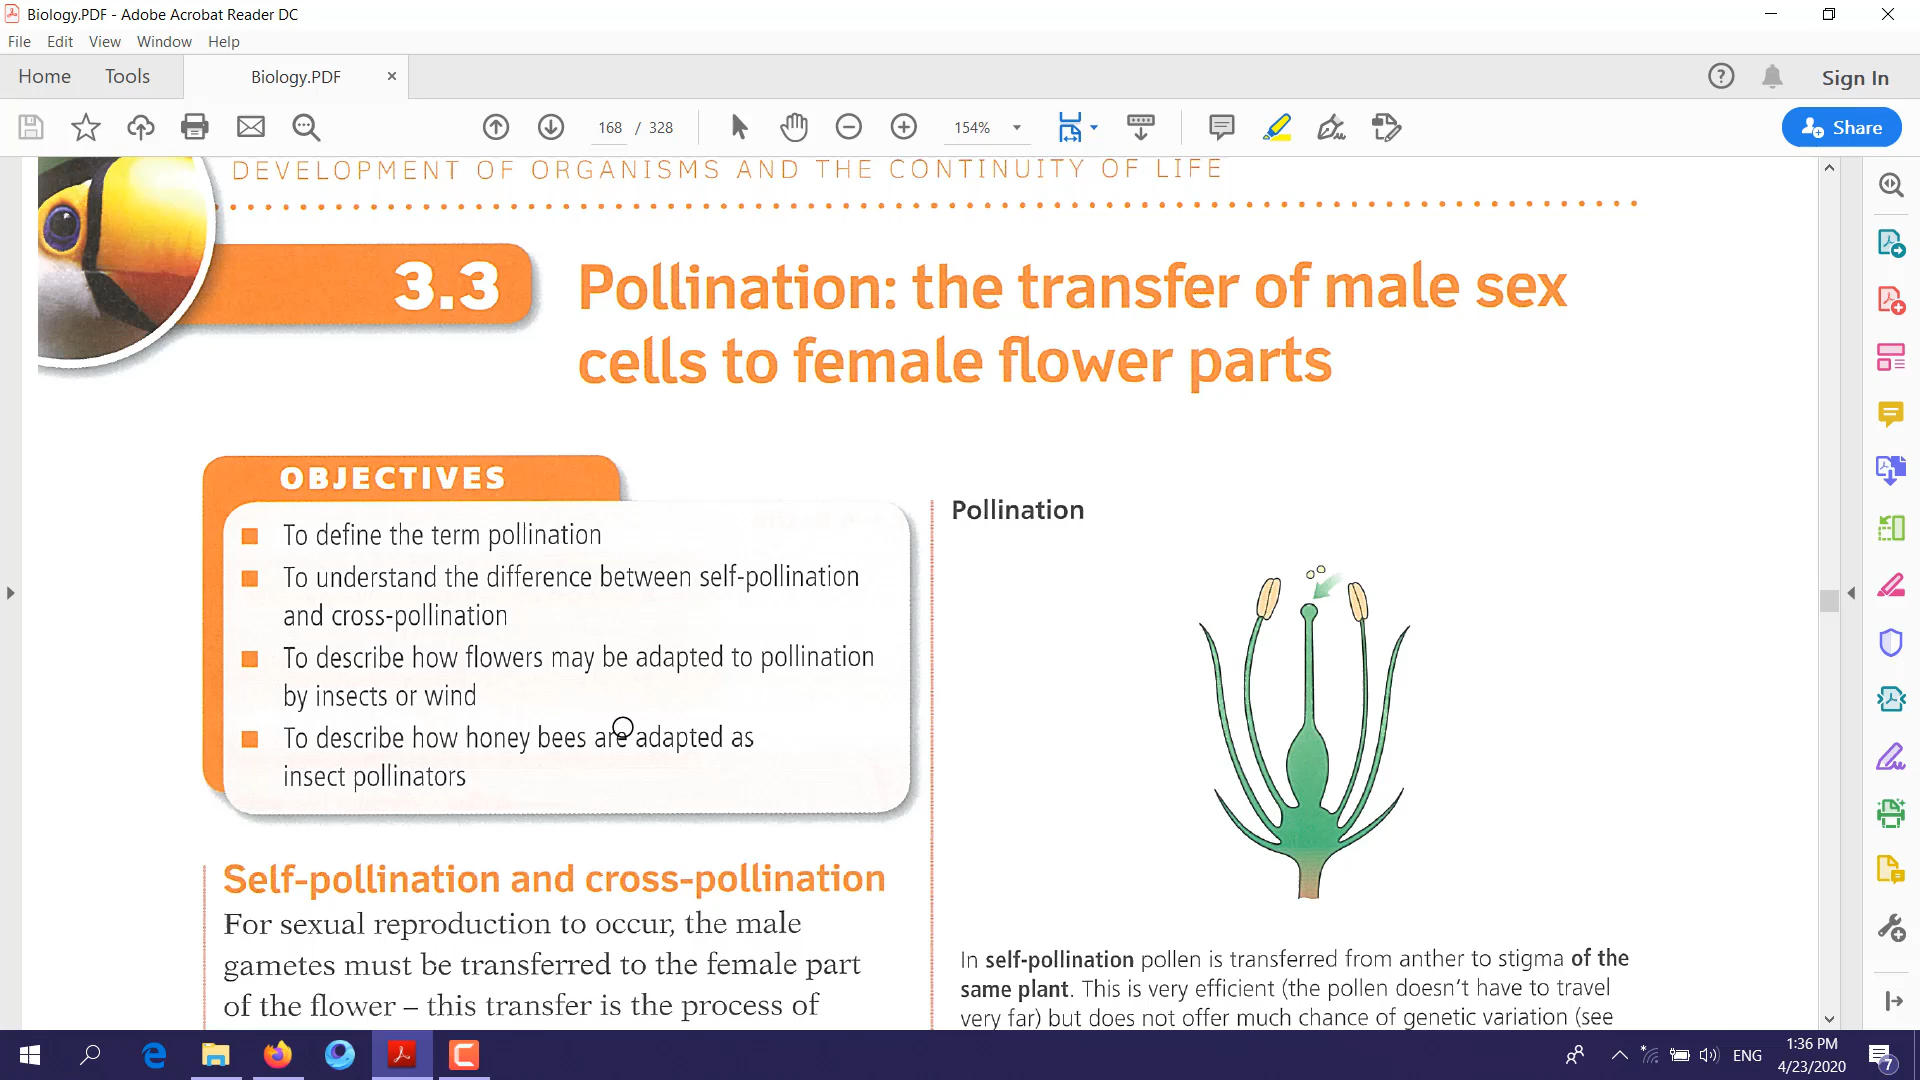 Biology.PDF - Adobe Acrobat Reader DC
File Edit View Window Help
Home Tools Biology.PDF × Sign In
168 / 328 154% Share
DEVELOPMENT OF ORGANISMS AND THE CONTINUITY OF LIFE
3.3 Pollination: the transfer of male sex
cells to female flower parts
OBJECTIVES
To define the term pollination
To understand the difference between self-pollination
and cross-pollination
To describe how flowers may be adapted to pollination
by insects or wind
To describe how honey bees are adapted as
insect pollinators
Self-pollination and cross-pollination
For sexual reproduction to occur, the male
gametes must be transferred to the female part
of the flower – this transfer is the process of
Pollination
In self-pollination pollen is transferred from anther to stigma of the
same plant. This is very efficient (the pollen doesn't have to travel
very far) but does not offer much chance of genetic variation (see
ENG
1:36 PM
4/23/2020
7